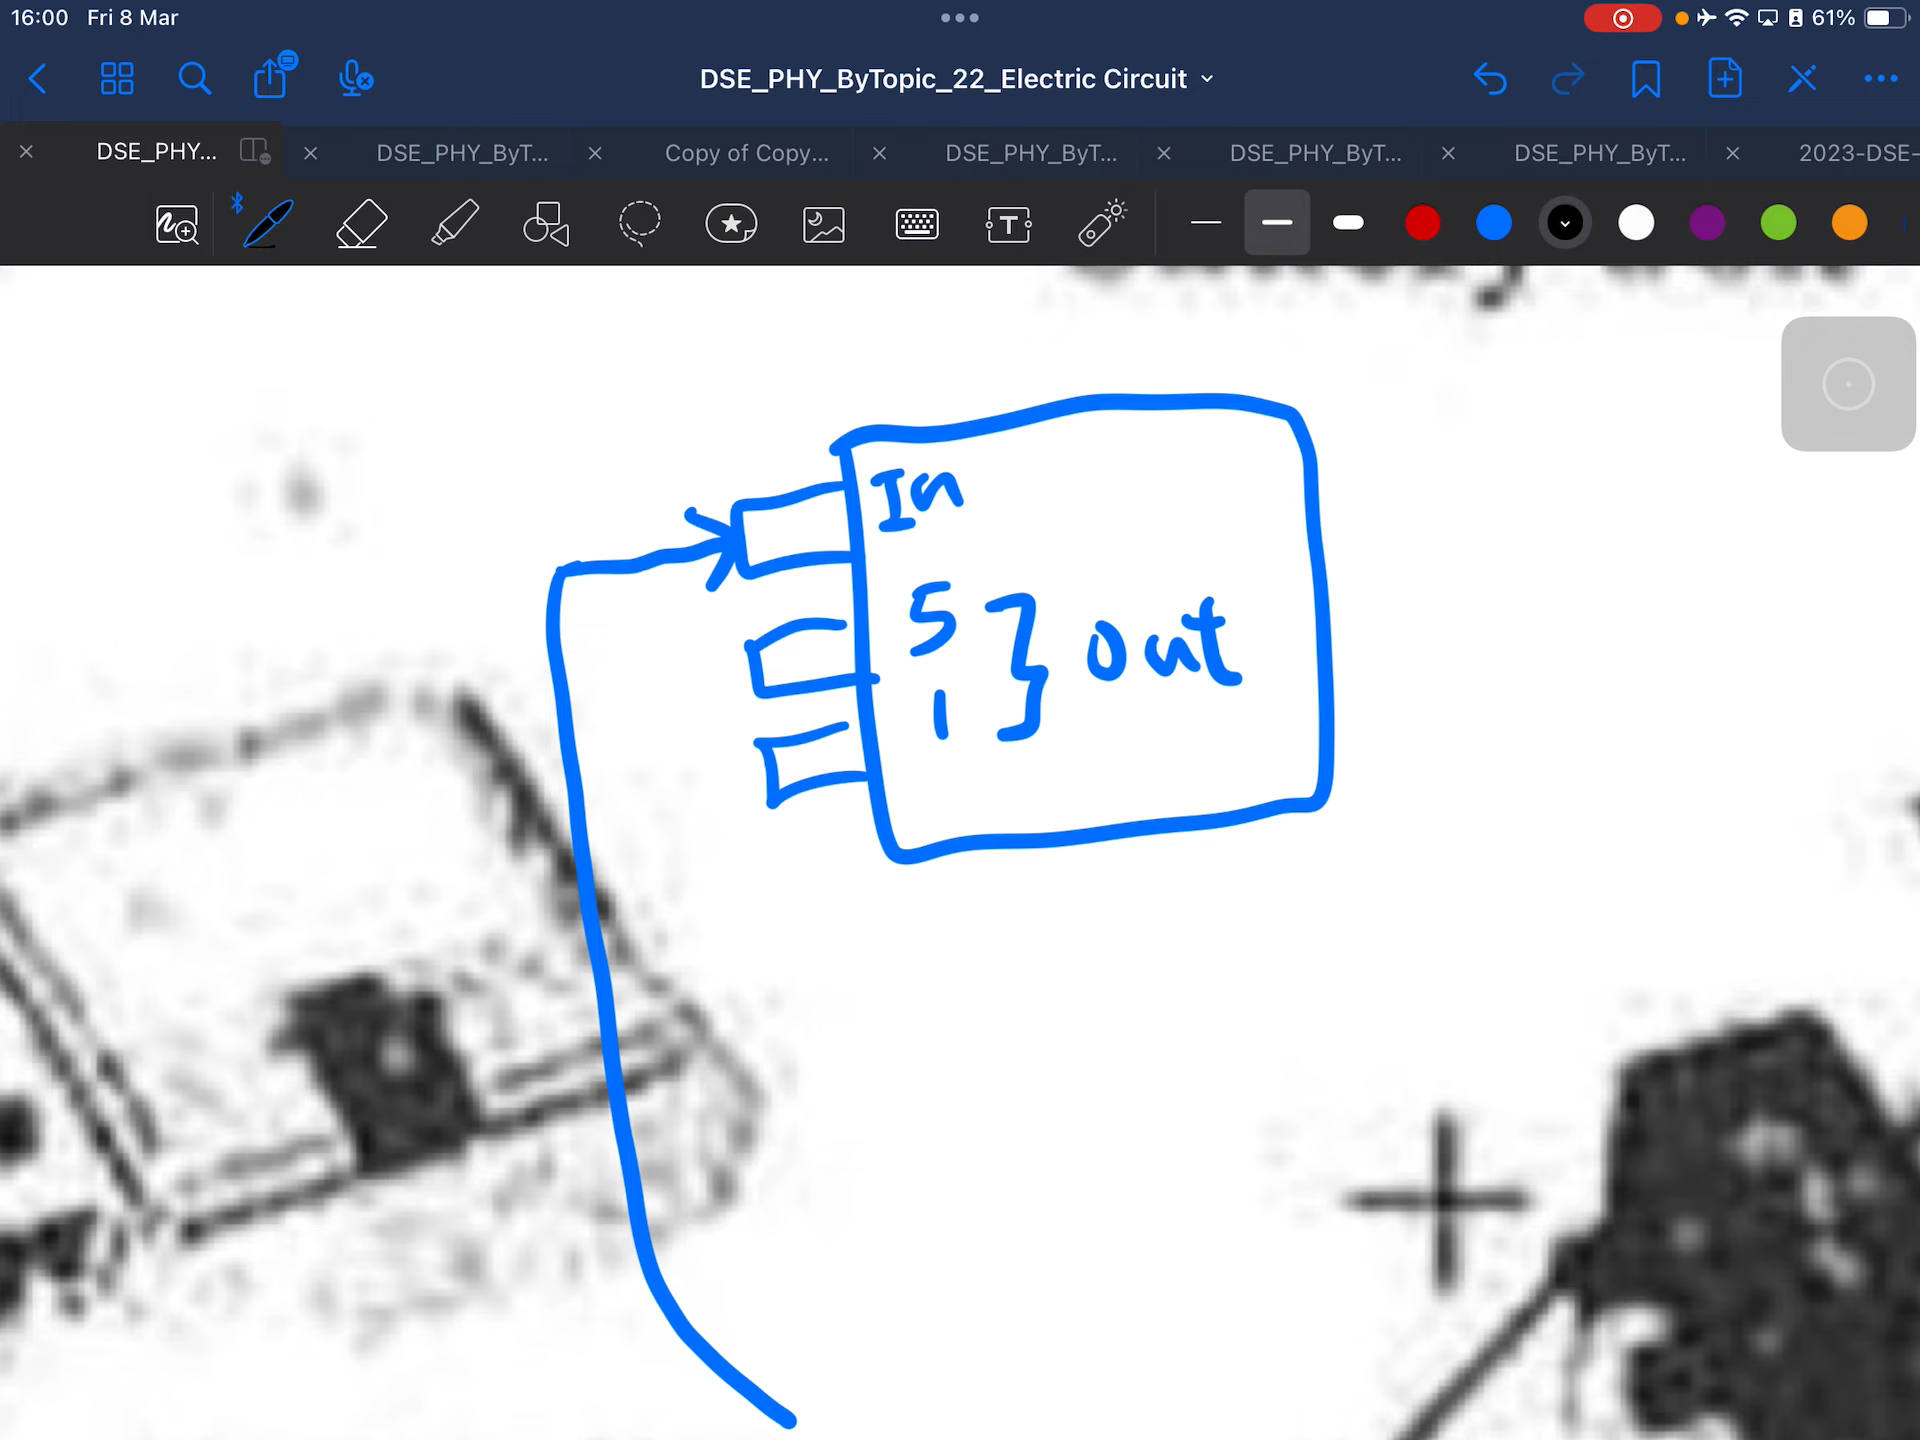 16:00 Fri 8 Mar 61%
DSE_PHY_ByTopic_22_Electric Circuit
DSE_PHY... DSE_PHY_ByT... Copy of Copy... DSE_PHY_ByT... DSE_PHY_ByT... DSE_PHY_ByT... 2023-DSE-
T
In
5
1
} out
+